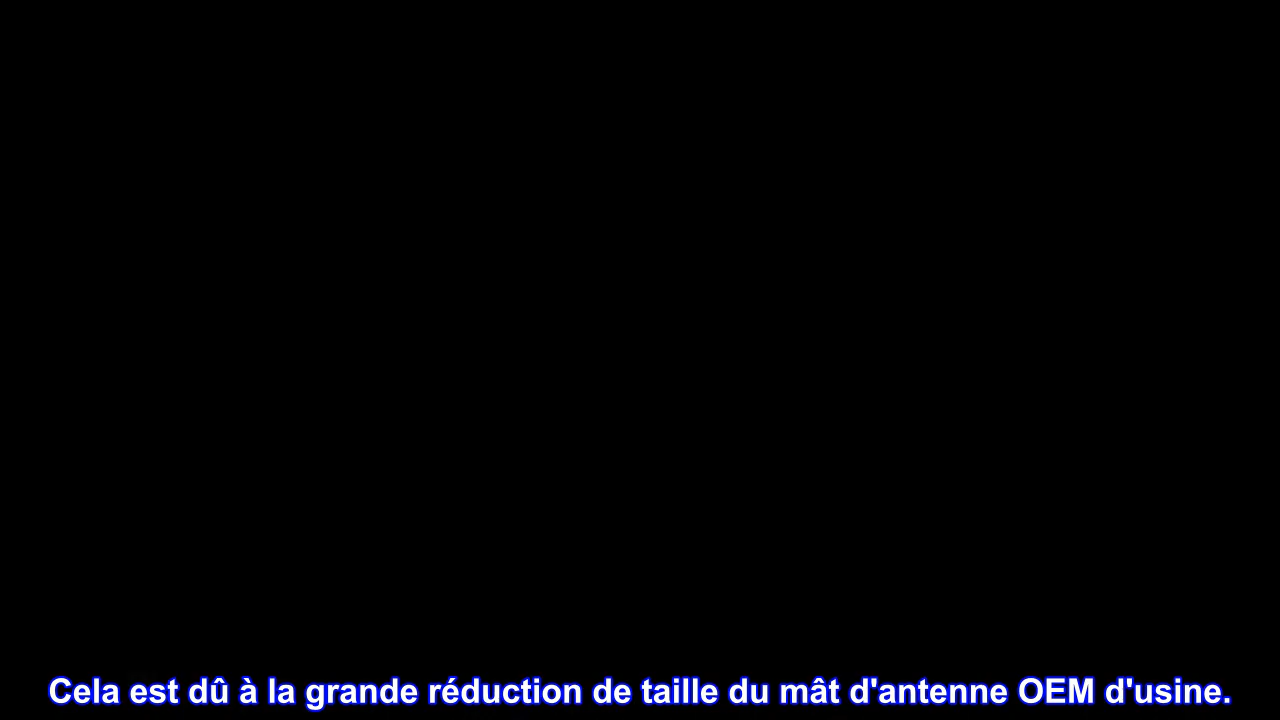 Cela est dû à la grande réduction de taille du mât d'antenne OEM d'usine.